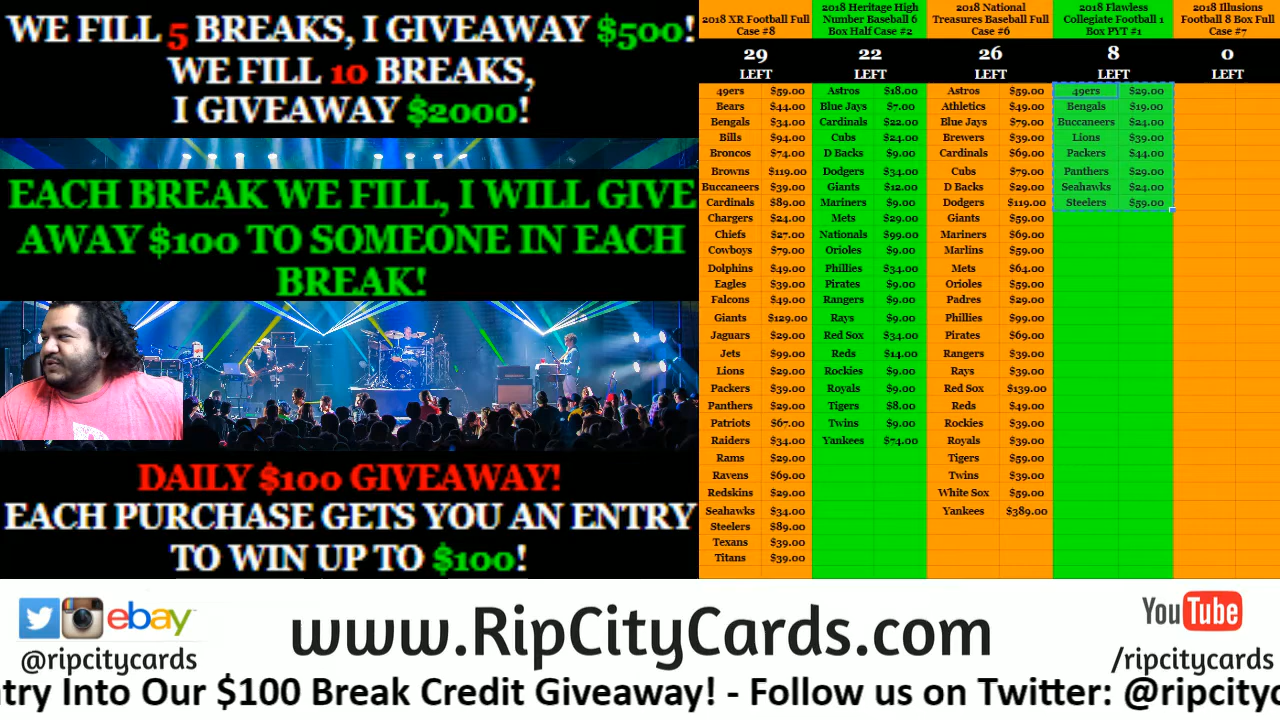 WE FILL 5 BREAKS, I GIVEAWAY $500!
WE FILL 10 BREAKS,
I GIVEAWAY $2000!
EACH BREAK WE FILL, I WILL GIVE
AWAY $100 TO SOMEONE IN EACH
BREAK!
DAILY $100 GIVEAWAY!
EACH PURCHASE GETS YOU AN ENTRY
TO WIN UP TO $100!
2018 XR Football Full
Case #8
29
LEFT
49ers $59.00
Bears $44.00
Bengals $34.00
Bills $94.00
Broncos $74.00
Browns $119.00
Buccaneers $39.00
Cardinals $89.00
Chargers $24.00
Chiefs $27.00
Cowboys $79.00
Dolphins $49.00
Eagles $39.00
Falcons $49.00
Giants $129.00
Jaguars $29.00
Jets $99.00
Lions $29.00
Packers $39.00
Panthers $29.00
Patriots $67.00
Raiders $34.00
Rams $29.00
Ravens $69.00
Redskins $29.00
Seahawks $34.00
Steelers $89.00
Texans $39.00
Titans $39.00
2018 Heritage High
Number Baseball 6
Box Half Case #2
22
LEFT
Astros $18.00
Blue Jays $7.00
Cardinals $22.00
Cubs $24.00
D Backs $9.00
Dodgers $34.00
Giants $12.00
Mariners $9.00
Mets $29.00
Nationals $99.00
Orioles $9.00
Phillies $34.00
Pirates $9.00
Rangers $9.00
Rays $9.00
Red Sox $34.00
Reds $14.00
Rockies $9.00
Royals $9.00
Tigers $8.00
Twins $9.00
Yankees $74.00
2018 National
Treasures Baseball Full
Case #6
26
LEFT
Astros $59.00
Athletics $49.00
Blue Jays $79.00
Brewers $39.00
Cardinals $69.00
Cubs $79.00
D Backs $29.00
Dodgers $119.00
Giants $59.00
Mariners $69.00
Marlins $59.00
Mets $64.00
Orioles $59.00
Padres $29.00
Phillies $99.00
Pirates $69.00
Rangers $39.00
Rays $39.00
Red Sox $139.00
Reds $49.00
Rockies $39.00
Royals $39.00
Tigers $59.00
Twins $39.00
White Sox $59.00
Yankees $389.00
2018 Flawless
Collegiate Football 1
Box PYT #1
8
LEFT
49ers $29.00
Bengals $19.00
Buccaneers $24.00
Lions $39.00
Packers $44.00
Panthers $29.00
Seahawks $24.00
Steelers $59.00
2018 Illusions
Football 8 Box Full
Case #7
0
LEFT
ebay
@ripcitycards
www.RipCityCards.com
YouTube
/ripcitycards
ntry Into Our $100 Break Credit Giveaway! - Follow us on Twitter: @ripcityc